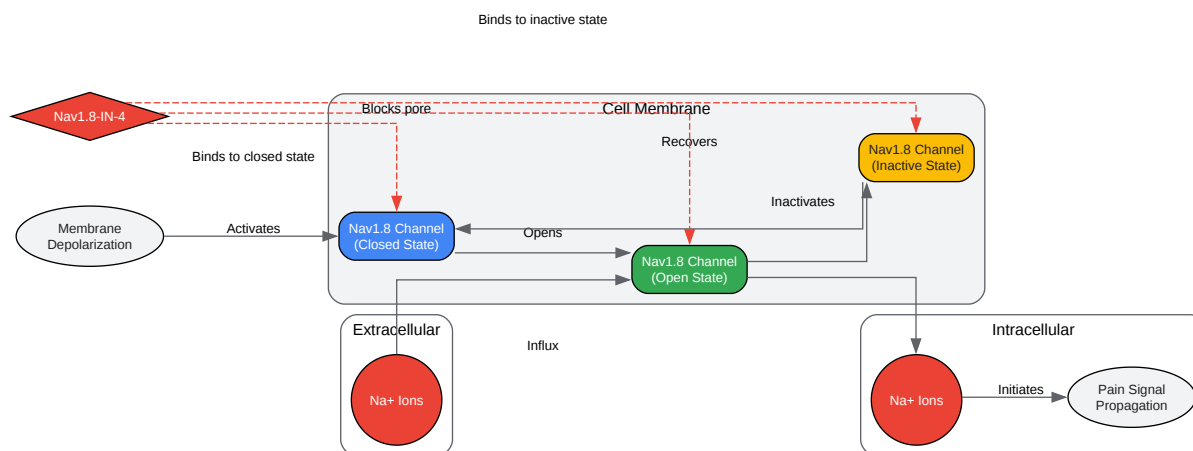 Binds to inactive state
Nav1.8-IN-4
Blocks pore
Cell Membrane
Recovers
Nav1.8 Channel
(Inactive State)
Binds to closed state
Inactivates
Membrane
Depolarization
Activates
Nav1.8 Channel
(Closed State)
Opens
Nav1.8 Channel
(Open State)
Extracellular
Influx
Intracellular
Na+ Ions
Na+ Ions
Initiates
Pain Signal
Propagation